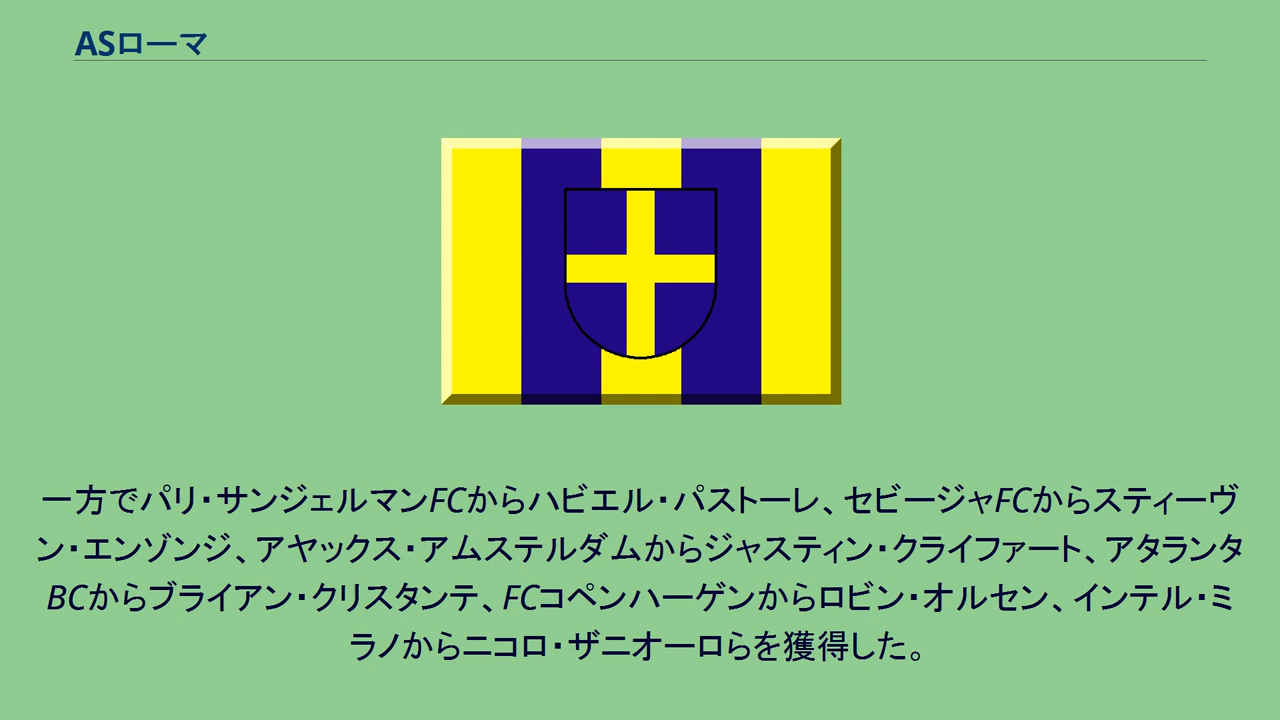 ASローマ
一方でパリ・サンジェルマンFCからハビエル・パストーレ、セビージャFCからスティーヴ
ン・エンゾンジ、アヤックス・アムステルダムからジャスティン・クライファート、アタランタ
BCからブライアン・クリスタンテ、FCコペンハーゲンからロビン・オルセン、インテル・ミ
ラノからニコロ・ザニオーロらを獲得した。